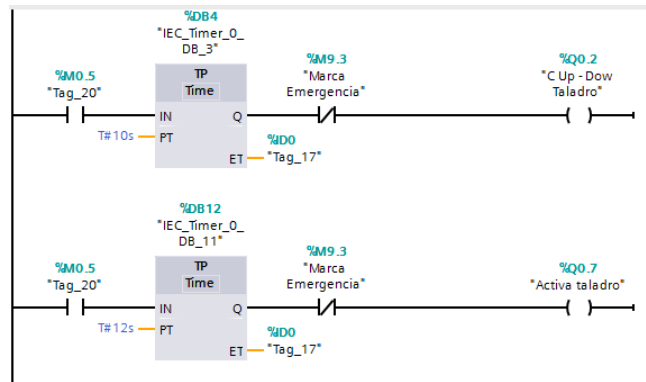 %DB4
"IEC_Timer_0_
DB_3"
%M0.5
"Tag_20"
TP
Time
%M9.3
"Marca
Emergencia"
%Q0.2
"C Up - Dow
Taladro"
IN
Q
T#10s
PT
ET
%ID0
"Tag_17"
%DB12
"IEC_Timer_0_
DB_11"
%M0.5
"Tag_20"
TP
Time
%M9.3
"Marca
Emergencia"
%Q0.7
"Activa taladro"
IN
Q
T#12s
PT
ET
%ID0
"Tag_17"